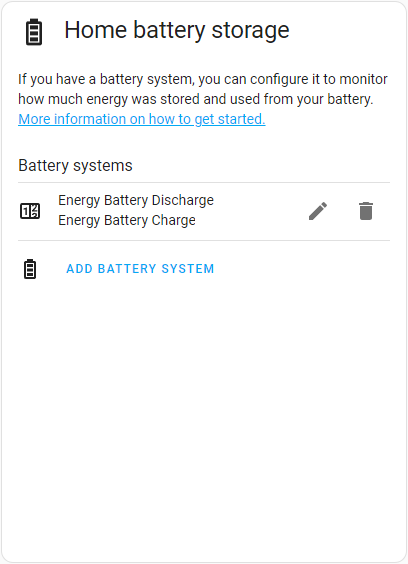 Home battery storage
If you have a battery system, you can configure it to monitor
how much energy was stored and used from your battery.
More information on how to get started.
Battery systems
Energy Battery Discharge
Energy Battery Charge
ADD BATTERY SYSTEM